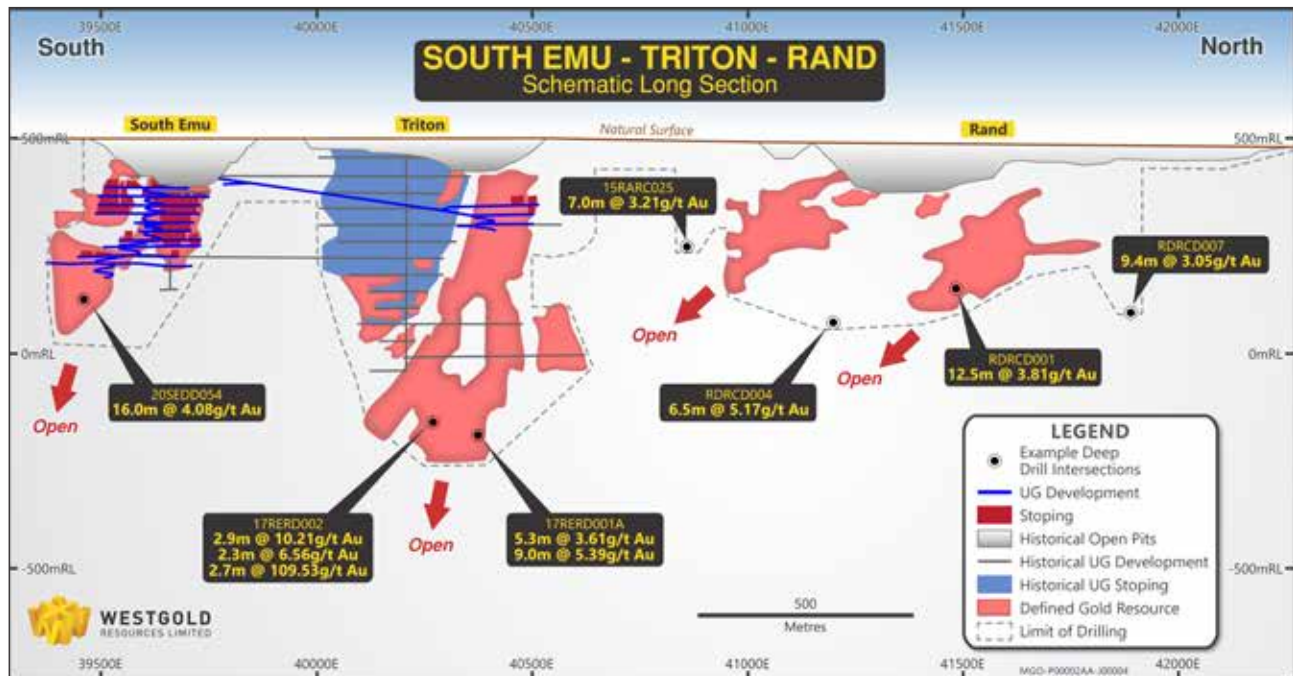 39500E
40000E
40500E
41000E
41500E
42000E
South
North
SOUTH EMU - TRITON - RAND
Schematic Long Section
South Emu
Triton
Natural Surface
Rand
500mRL
500mRL
15RARC025
7.0m @ 3.21g/t Au
RDRCD007
9.4m @ 3.05g/t Au
Open
0mRL
0mRL
RDRCD001
12.5m @ 3.81g/t Au
Open
20SEDD054
16.0m @ 4.08g/t Au
RDRCD004
6.5m @ 5.17g/t Au
Open
17RERD002
2.9m @ 10.21g/t Au
2.3m @ 6.56g/t Au
2.7m @ 109.53g/t Au
Open
17RERD001A
5.3m @ 3.61g/t Au
9.0m @ 5.39g/t Au
LEGEND
Example Deep
Drill Intersections
UG Development
Stoping
Historical Open Pits
Historical UG Development
Historical UG Stoping
Defined Gold Resource
Limit of Drilling
-500mRL
-500mRL
WESTGOLD
RESOURCES LIMITED
500
Metres
39500E
40000E
40500E
41000E
41500E
42000E